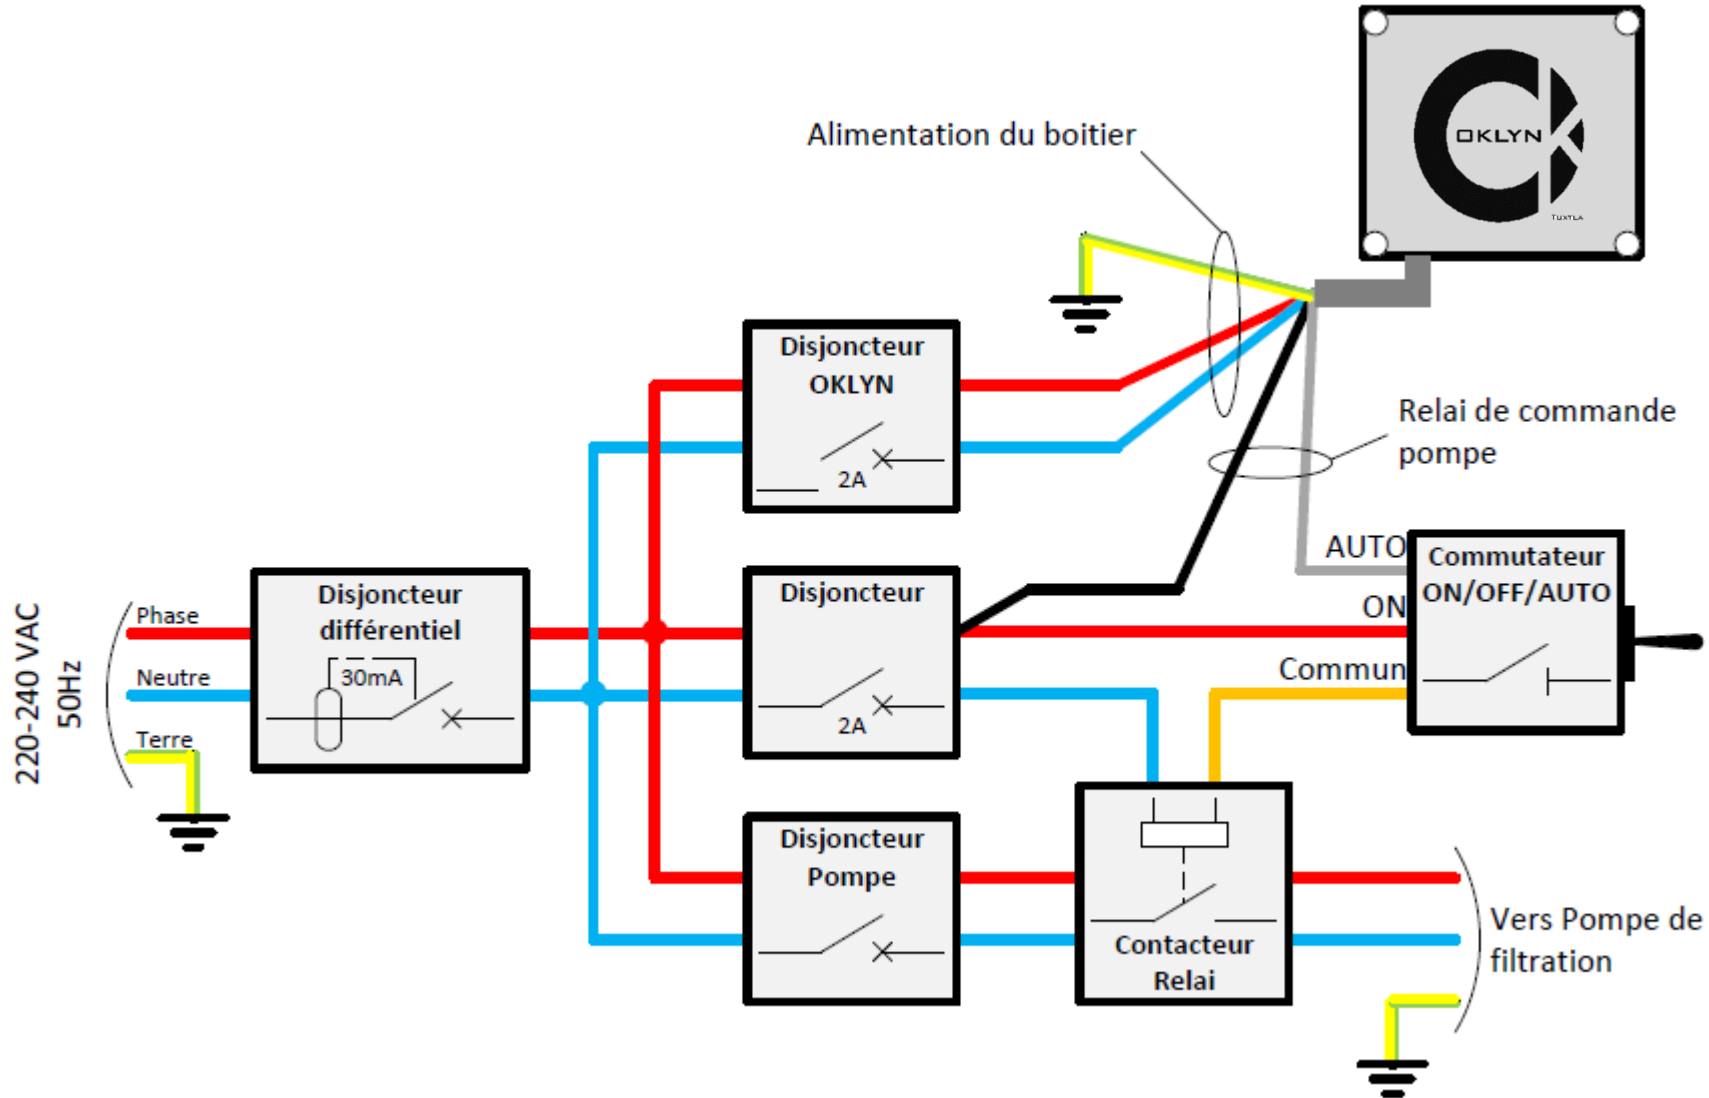 OKLYN
TUXTLA
Alimentation du boitier
Disjoncteur
OKLYN
2A
Relai de commande
pompe
220-240 VAC
50Hz
Phase
Neutre
Terre
Disjoncteur
différentiel
30mA
Disjoncteur
2A
AUTO
ON
Commun
Commutateur
ON/OFF/AUTO
Disjoncteur
Pompe
Contacteur
Relai
Vers Pompe de
filtration